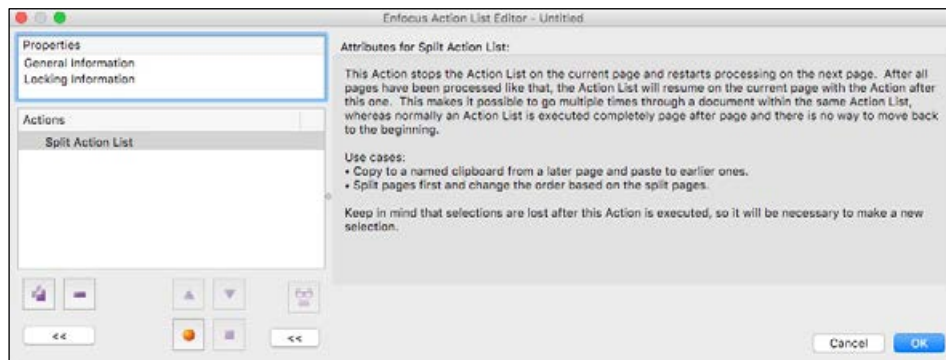 Enfocus Action List Editor - Untitled
Properties
General Information
Locking Information
Actions
Split Action List
<<
<<
Attributes for Split Action List:
This Action stops the Action List on the current page and restarts processing on the next page. After all
pages have been processed like that, the Action List will resume on the current page with the Action after
this one. This makes it possible to go multiple times through a document within the same Action List,
whereas normally an Action List is executed completely page after page and there is no way to move back
to the beginning.
Use cases:
• Copy to a named clipboard from a later page and paste to earlier ones.
• Split pages first and change the order based on the split pages.
Keep in mind that selections are lost after this Action is executed, so it will be necessary to make a new
selection.
Cancel
OK